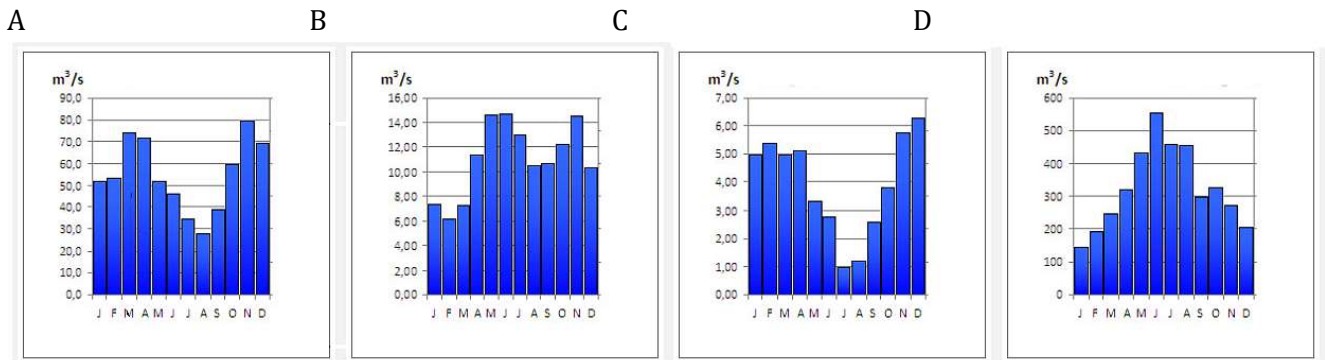 A B C D
m³/s m³/s m³/s m³/s
90,0 16,00 7,00 600
80,0 14,00 6,00 500
70,0 12,00 5,00 400
60,0 10,00 4,00 300
50,0 8,00 3,00 200
40,0 6,00 2,00 100
30,0 4,00 1,00 0
20,0 2,00 0,00
10,0 0,00
0,0
J F M A M J J A S O N D J F M A M J J A S O N D J F M A M J J A S O N D J F M A M J J A S O N D